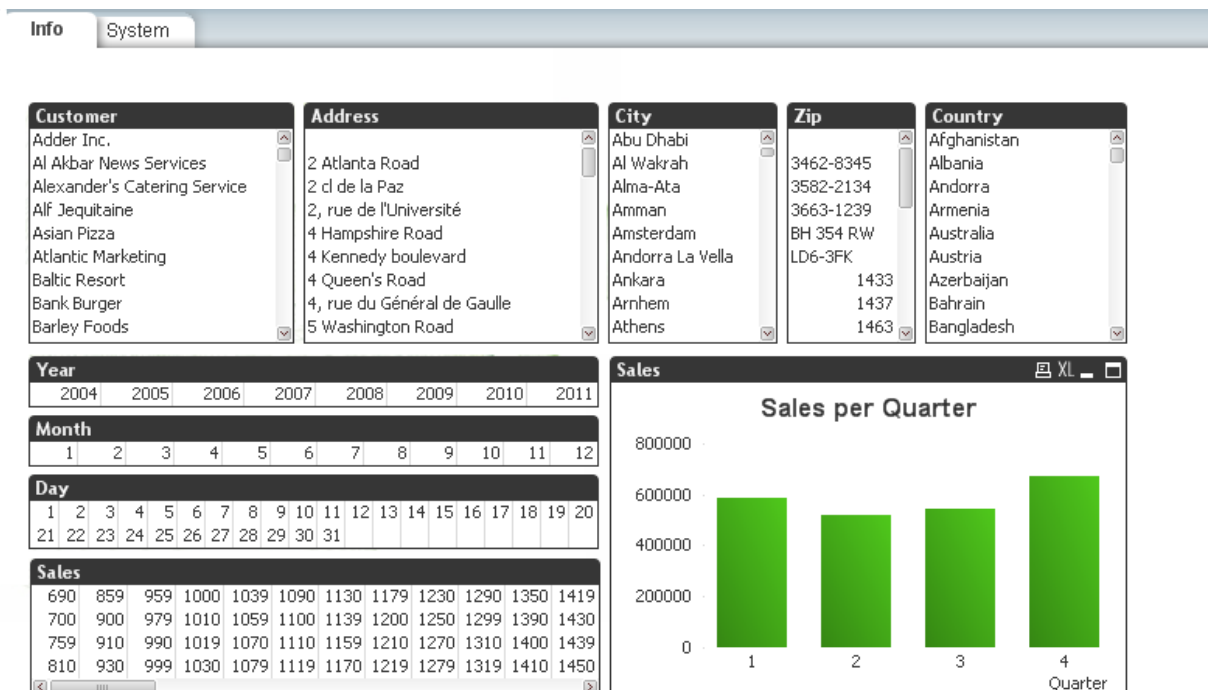 Info System
Customer
Adder Inc.
Al Akbar News Services
Alexander's Catering Service
Alf Jequitaine
Asian Pizza
Atlantic Marketing
Baltic Resort
Bank Burger
Barley Foods
Address
2 Atlanta Road
2 cl de la Paz
2, rue de l'Université
4 Hampshire Road
4 Kennedy boulevard
4 Queen's Road
4, rue du Général de Gaulle
5 Washington Road
City
Abu Dhabi
Al Wakrah
Alma-Ata
Amman
Amsterdam
Andorra La Vella
Ankara
Arnhem
Athens
Zip
3462-8345
3582-2134
3663-1239
BH 354 RW
LD6-3FK
1433
1437
1463
Country
Afghanistan
Albania
Andorra
Armenia
Australia
Austria
Azerbaijan
Bahrain
Bangladesh
Year
2004 2005 2006 2007 2008 2009 2010 2011
Month
1 2 3 4 5 6 7 8 9 10 11 12
Day
1 2 3 4 5 6 7 8 9 10 11 12 13 14 15 16 17 18 19 20
21 22 23 24 25 26 27 28 29 30 31
Sales
690 859 959 1000 1039 1090 1130 1179 1230 1290 1350 1419
700 900 979 1010 1059 1100 1139 1200 1250 1299 1390 1430
759 910 990 1019 1070 1110 1159 1210 1270 1310 1400 1439
810 930 999 1030 1079 1119 1170 1219 1279 1319 1410 1450
Sales XL
Sales per Quarter
800000
600000
400000
200000
0
1 2 3 4
Quarter